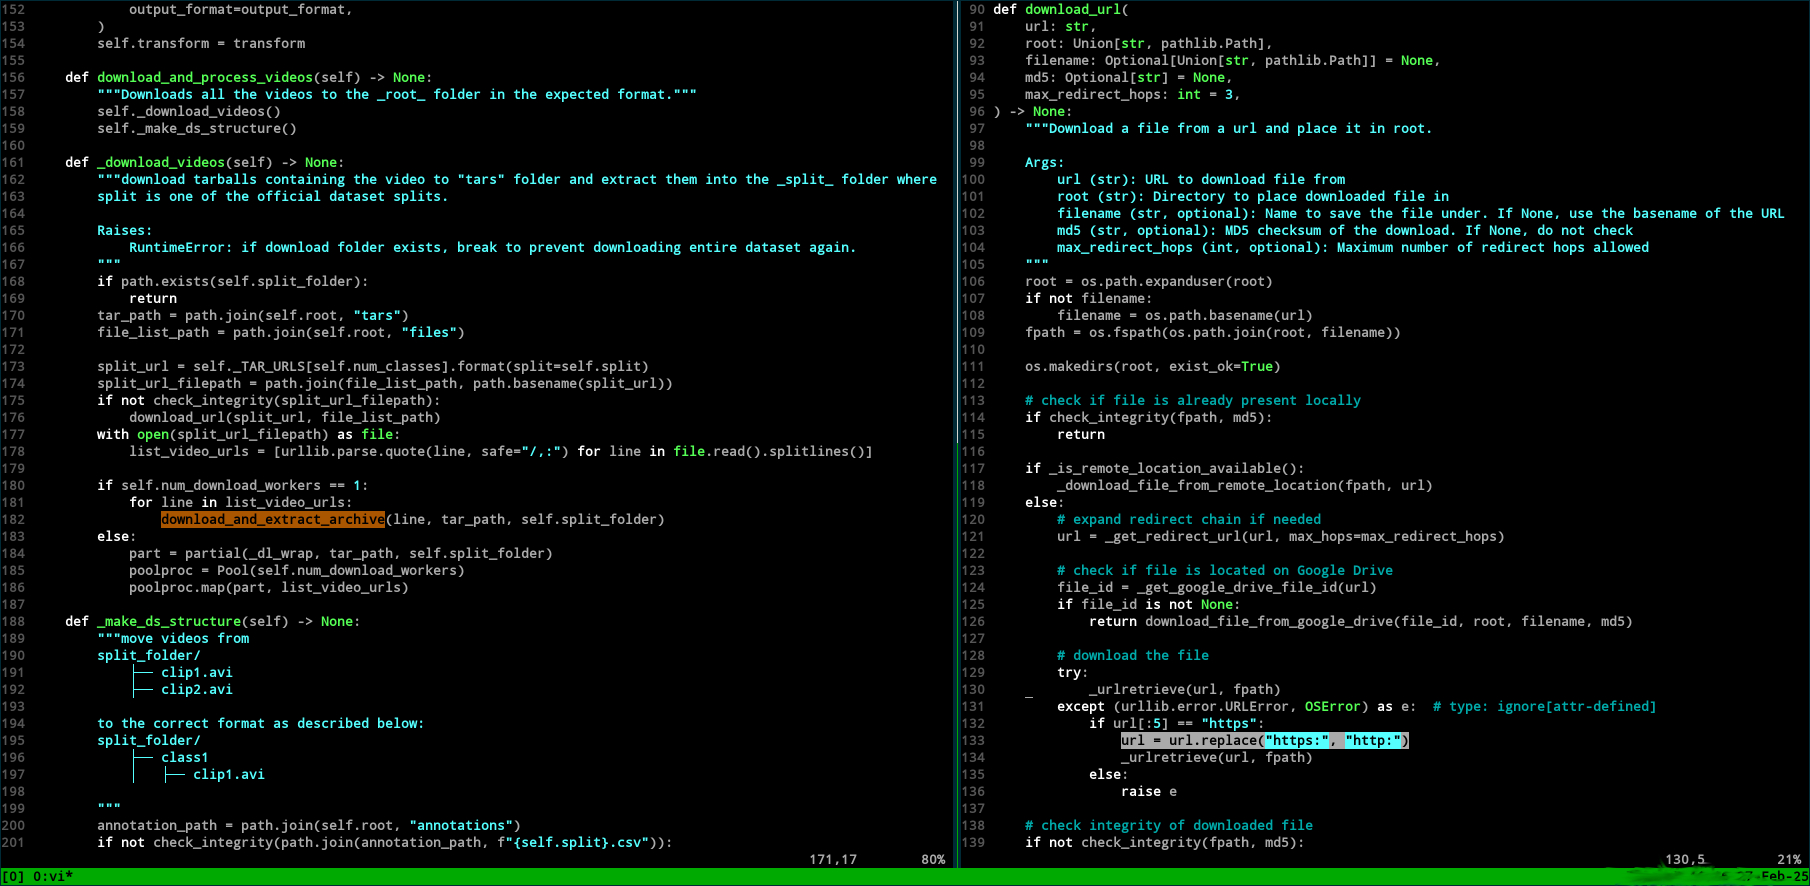 152             output_format=output_format,
153         )
154         self.transform = transform
155
156     def download_and_process_videos(self) -> None:
157         """Downloads all the videos to the _root_ folder in the expected format."""
158         self._download_videos()
159         self._make_ds_structure()
160
161     def _download_videos(self) -> None:
162         """download tarballs containing the video to "tars" folder and extract them into the _split_ folder where
163         split is one of the official dataset splits.
164
165         Raises:
166             RuntimeError: if download folder exists, break to prevent downloading entire dataset again.
167         """
168         if path.exists(self.split_folder):
169             return
170         tar_path = path.join(self.root, "tars")
171         file_list_path = path.join(self.root, "files")
172
173         split_url = self._TAR_URLS[self.num_classes].format(split=self.split)
174         split_url_filepath = path.join(file_list_path, path.basename(split_url))
175         if not check_integrity(split_url_filepath):
176             download_url(split_url, file_list_path)
177         with open(split_url_filepath) as file:
178             list_video_urls = [urllib.parse.quote(line, safe="/,:") for line in file.read().splitlines()]
179
180         if self.num_download_workers == 1:
181             for line in list_video_urls:
182                 download_and_extract_archive(line, tar_path, self.split_folder)
183         else:
184             part = partial(_dl_wrap, tar_path, self.split_folder)
185             poolproc = Pool(self.num_download_workers)
186             poolproc.map(part, list_video_urls)
187
188     def _make_ds_structure(self) -> None:
189         """move videos from
190         split_folder/
191             ├── clip1.avi
192             ├── clip2.avi
193
194         to the correct format as described below:
195         split_folder/
196             ├── class1
197             │   ├── clip1.avi
198
199         """
200         annotation_path = path.join(self.root, "annotations")
201         if not check_integrity(path.join(annotation_path, f"{self.split}.csv")):
171,17 80%
90 def download_url(
91     url: str,
92     root: Union[str, pathlib.Path],
93     filename: Optional[Union[str, pathlib.Path]] = None,
94     md5: Optional[str] = None,
95     max_redirect_hops: int = 3,
96 ) -> None:
97     """Download a file from a url and place it in root.
98
99     Args:
100         url (str): URL to download file from
101         root (str): Directory to place downloaded file in
102         filename (str, optional): Name to save the file under. If None, use the basename of the URL
103         md5 (str, optional): MD5 checksum of the download. If None, do not check
104         max_redirect_hops (int, optional): Maximum number of redirect hops allowed
105     """
106     root = os.path.expanduser(root)
107     if not filename:
108         filename = os.path.basename(url)
109     fpath = os.fspath(os.path.join(root, filename))
110
111     os.makedirs(root, exist_ok=True)
112
113     # check if file is already present locally
114     if check_integrity(fpath, md5):
115         return
116
117     if _is_remote_location_available():
118         _download_file_from_remote_location(fpath, url)
119     else:
120         # expand redirect chain if needed
121         url = _get_redirect_url(url, max_hops=max_redirect_hops)
122
123         # check if file is located on Google Drive
124         file_id = _get_google_drive_file_id(url)
125         if file_id is not None:
126             return download_file_from_google_drive(file_id, root, filename, md5)
127
128         # download the file
129         try:
130             _urlretrieve(url, fpath)
131         except (urllib.error.URLError, OSError) as e:  # type: ignore[attr-defined]
132             if url[:5] == "https":
133                 url = url.replace("https:", "http:")
134                 _urlretrieve(url, fpath)
135             else:
136                 raise e
137
138     # check integrity of downloaded file
139     if not check_integrity(fpath, md5):
130,5 21%
[0] 0:vi* 27-Feb-25